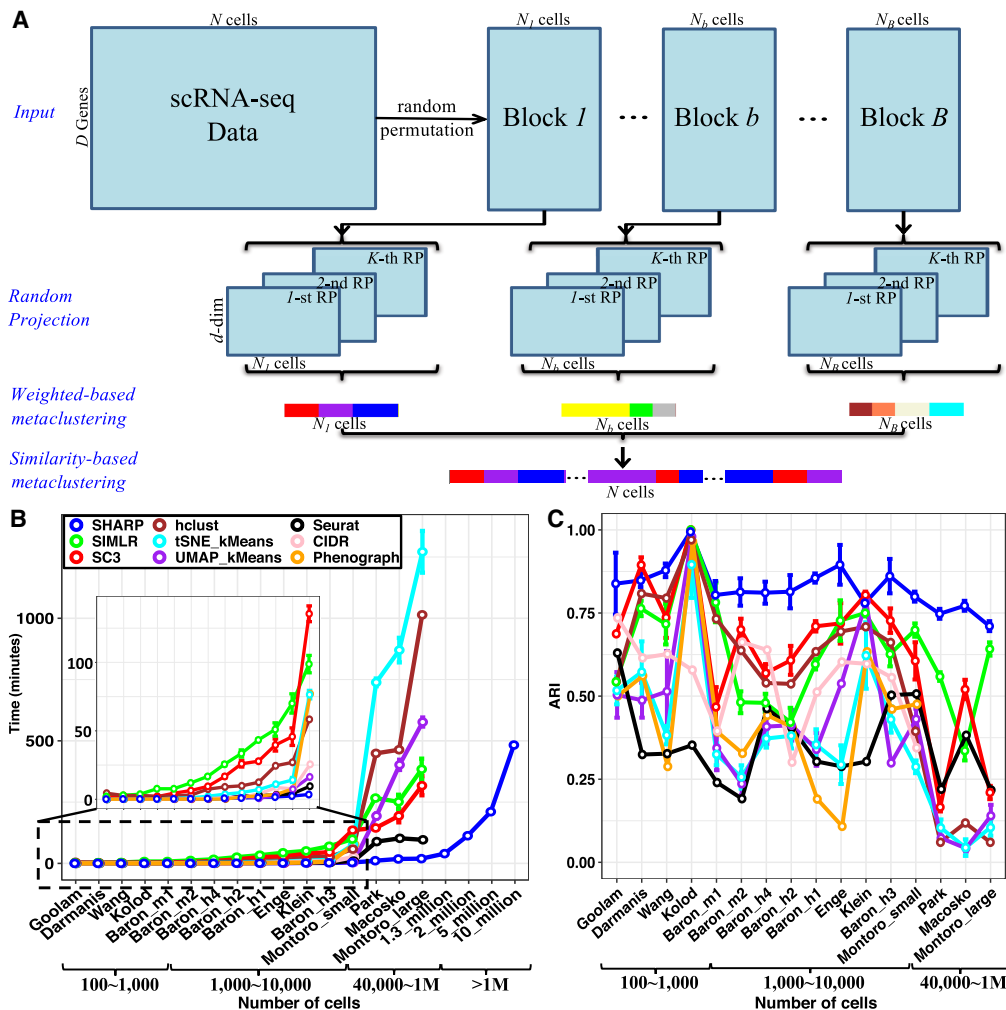 A
N cells
N1 cells
Nb cells
NB cells
Input
D Genes
scRNA-seq
Data
random
permutation
Block 1
...
Block b
...
Block B
K-th RP
2-nd RP
1-st RP
K-th RP
2-nd RP
1-st RP
K-th RP
2-nd RP
1-st RP
Random
Projection
d-dim
N1 cells
Nb cells
NB cells
Weighted-based
metaclustering
N1 cells
Nb cells
NB cells
Similarity-based
metaclustering
...
...
N cells
B
SHARP
SIMLR
SC3
hclust
tSNE_kMeans
UMAP_kMeans
Seurat
CIDR
Phenograph
Time (minutes)
1000
500
0
100
50
0
Goolam
Darmanis
Wang
Kolod
Baron_m1
Baron_m2
Baron_h4
Baron_h2
Baron_h1
Enge
Klein
Baron_h3
Montoro_small
Park
Macosko
Montoro_large
1.3_million
2_million
5_million
10_million
100~1,000
1,000~10,000
40,000~1M
>1M
Number of cells
C
ARI
1.00
0.75
0.50
0.25
0.00
Goolam
Darmanis
Wang
Kolod
Baron_m1
Baron_m2
Baron_h4
Baron_h2
Baron_h1
Enge
Klein
Baron_h3
Montoro_small
Park
Macosko
Montoro_large
100~1,000
1,000~10,000
40,000~1M
Number of cells